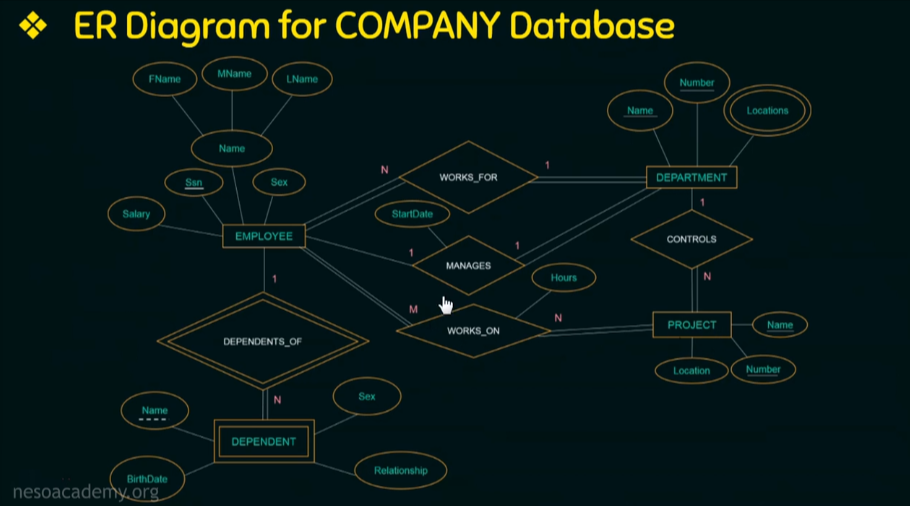 ❖ ER Diagram for COMPANY Database
FName
MName
LName
Name
Ssn
Sex
Salary
EMPLOYEE
N
WORKS_FOR
1
Name
Number
Locations
DEPARTMENT
StartDate
1
MANAGES
1
1
CONTROLS
N
Hours
M
WORKS_ON
N
PROJECT
Name
Location
Number
1
DEPENDENTS_OF
N
Name
Sex
DEPENDENT
BirthDate
Relationship
nesoacademy.org